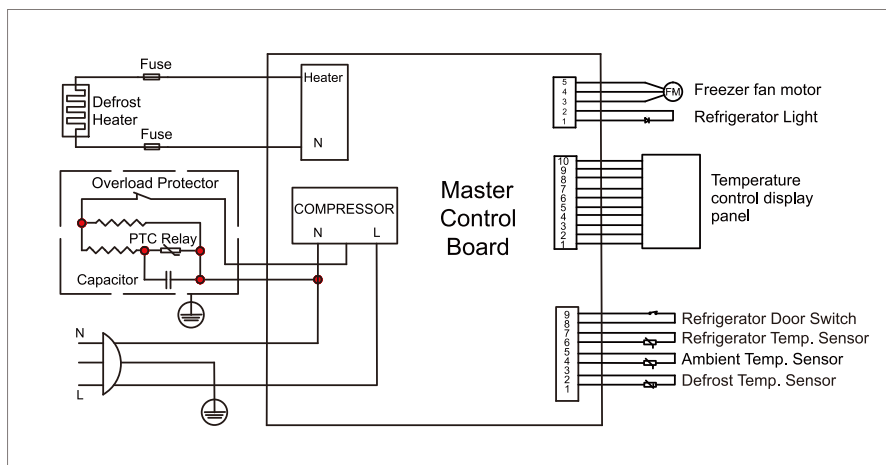 Fuse
Heater
Defrost
Heater
Fuse
N
Overload Protector
PTC Relay
Capacitor
COMPRESSOR
N L
Master
Control
Board
N
L
5
4
3
2
1
FM
Freezer fan motor
Refrigerator Light
10
9
8
7
6
5
4
3
2
1
Temperature
control display
panel
9
8
7
6
5
4
3
2
1
Refrigerator Door Switch
Refrigerator Temp. Sensor
Ambient Temp. Sensor
Defrost Temp. Sensor